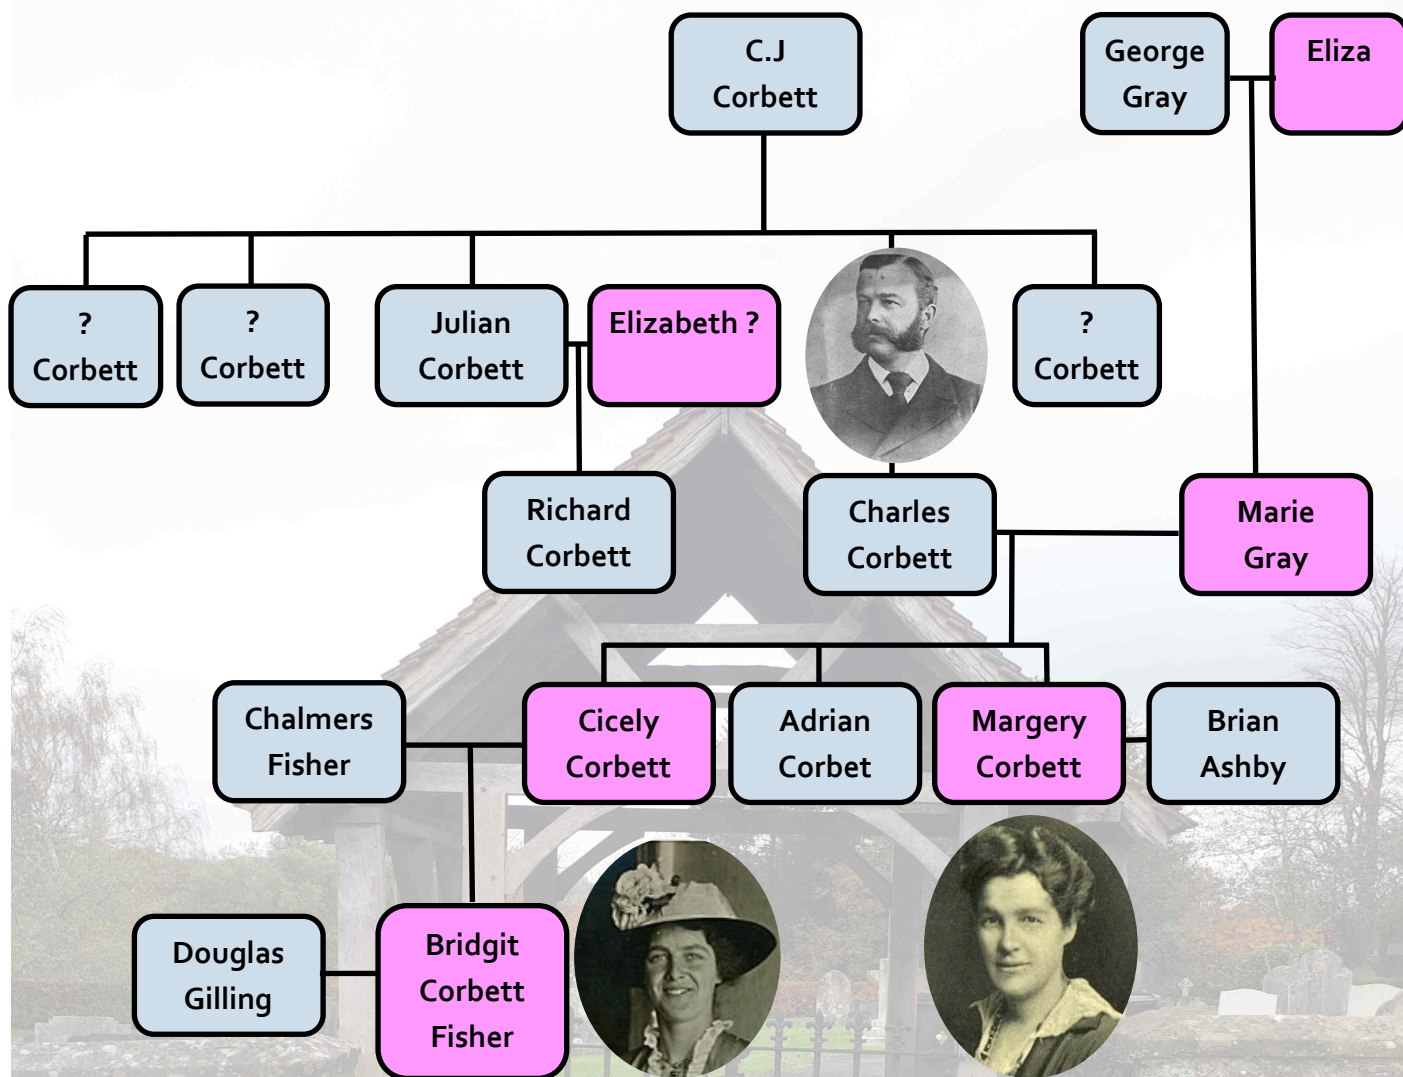 C.J
Corbett
George
Gray
Eliza
?
Corbett
?
Corbett
Julian
Corbett
Elizabeth ?
?
Corbett
Richard
Corbett
Charles
Corbett
Marie
Gray
Chalmers
Fisher
Cicely
Corbett
Adrian
Corbet
Margery
Corbett
Brian
Ashby
Douglas
Gilling
Bridgit
Corbett
Fisher